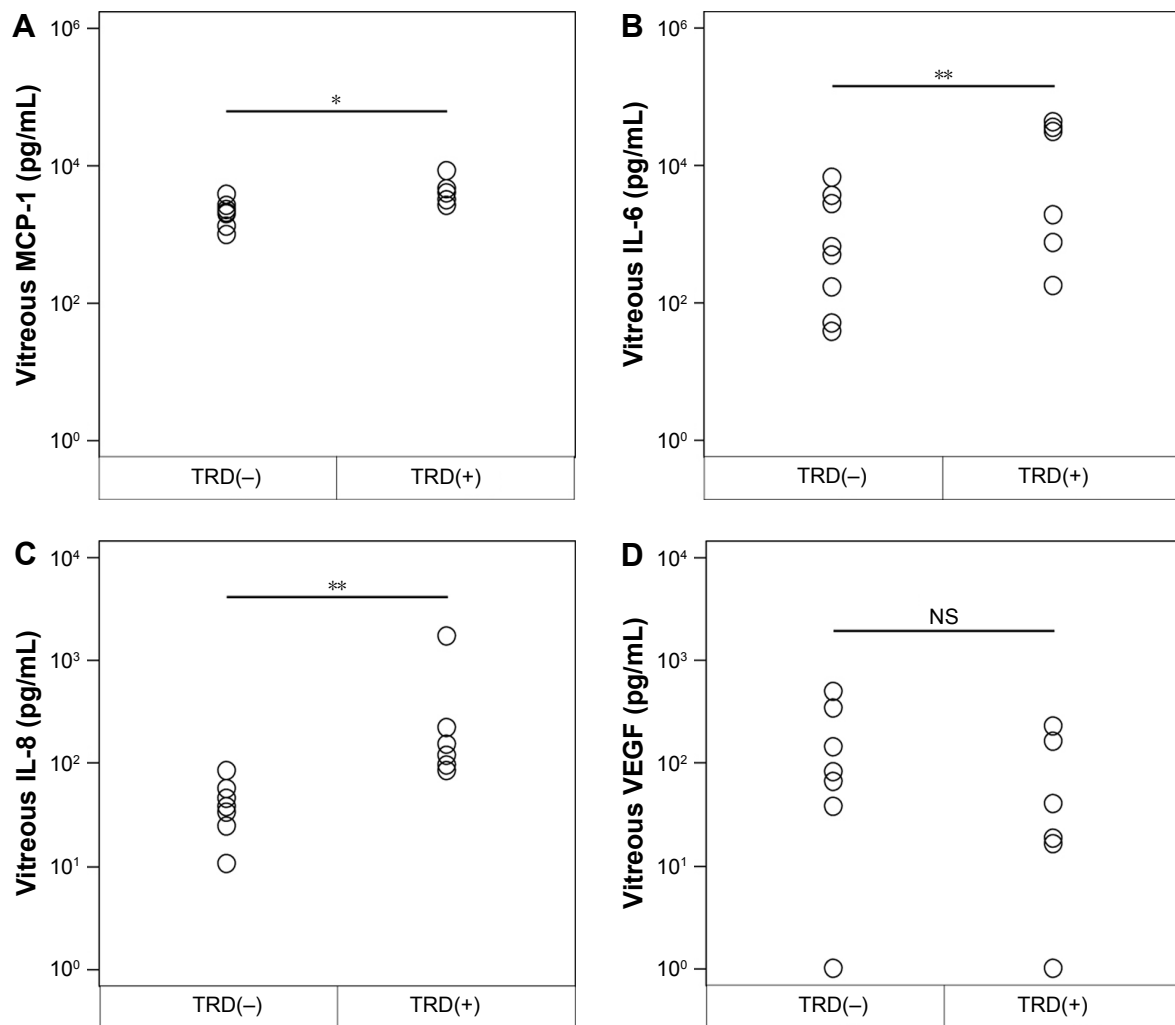 A
Vitreous MCP-1 (pg/mL)
10⁶
10⁴
10²
10⁰
*
TRD(–)
TRD(+)
B
Vitreous IL-6 (pg/mL)
10⁶
10⁴
10²
10⁰
**
TRD(–)
TRD(+)
C
Vitreous IL-8 (pg/mL)
10⁴
10³
10²
10¹
10⁰
**
TRD(–)
TRD(+)
D
Vitreous VEGF (pg/mL)
10⁴
10³
10²
10¹
10⁰
NS
TRD(–)
TRD(+)